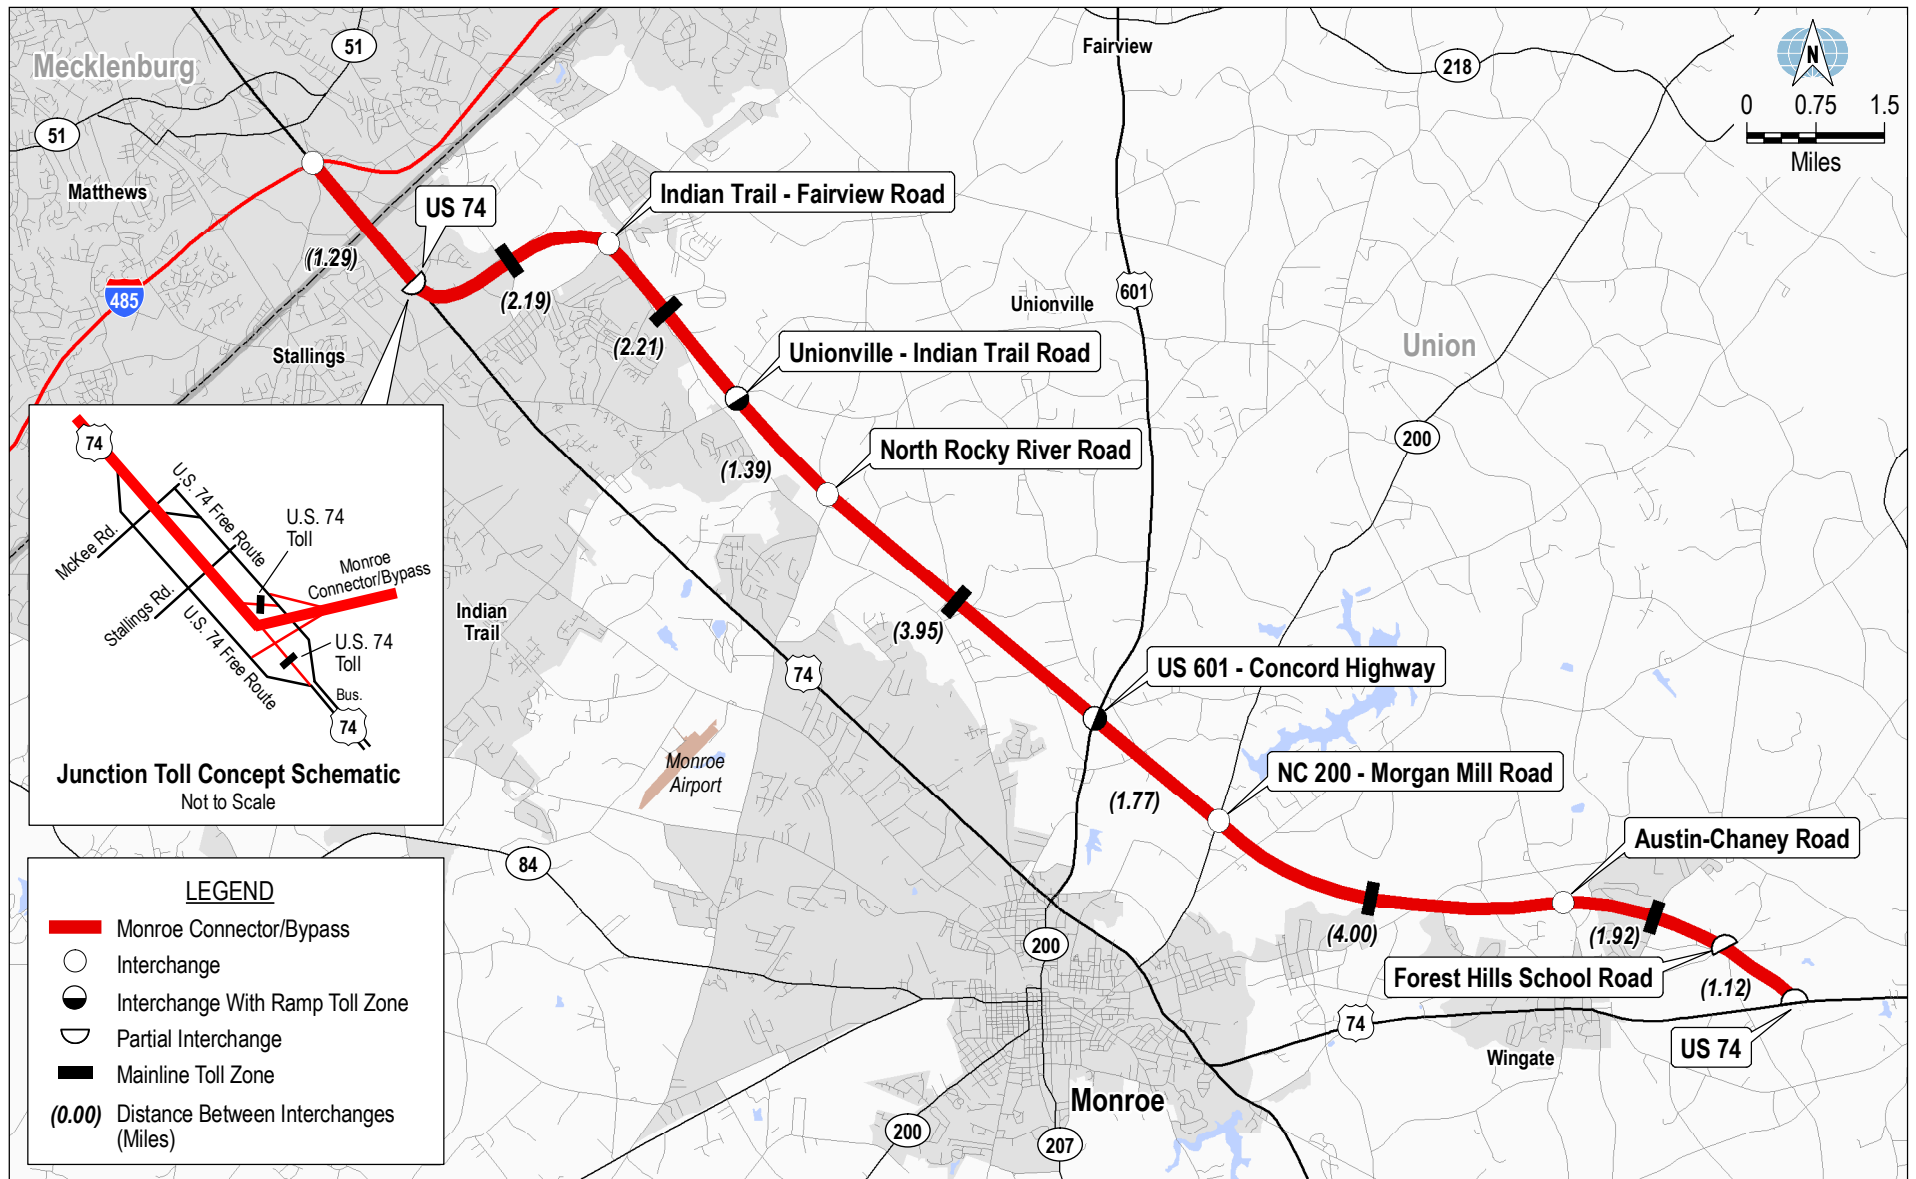 Mecklenburg
51
51
Matthews
Fairview
218
N
0 0.75 1.5
Miles
US 74
Indian Trail - Fairview Road
(1.29)
485
(2.19)
Stallings
(2.21)
Unionville
601
Union
Unionville - Indian Trail Road
200
North Rocky River Road
(1.39)
74
U.S. 74 Free Route
U.S. 74
Toll
McKee Rd.
Monroe
Connector/Bypass
Stallings Rd.
U.S. 74 Free Route
U.S. 74
Toll
Bus.
74
Junction Toll Concept Schematic
Not to Scale
Indian
Trail
(3.95)
74
US 601 - Concord Highway
Monroe
Airport
(1.77)
NC 200 - Morgan Mill Road
Austin-Chaney Road
84
200
(4.00)
(1.92)
Forest Hills School Road
(1.12)
74
Wingate
US 74
Monroe
200
207
LEGEND
Monroe Connector/Bypass
Interchange
Interchange With Ramp Toll Zone
Partial Interchange
Mainline Toll Zone
(0.00) Distance Between Interchanges
(Miles)